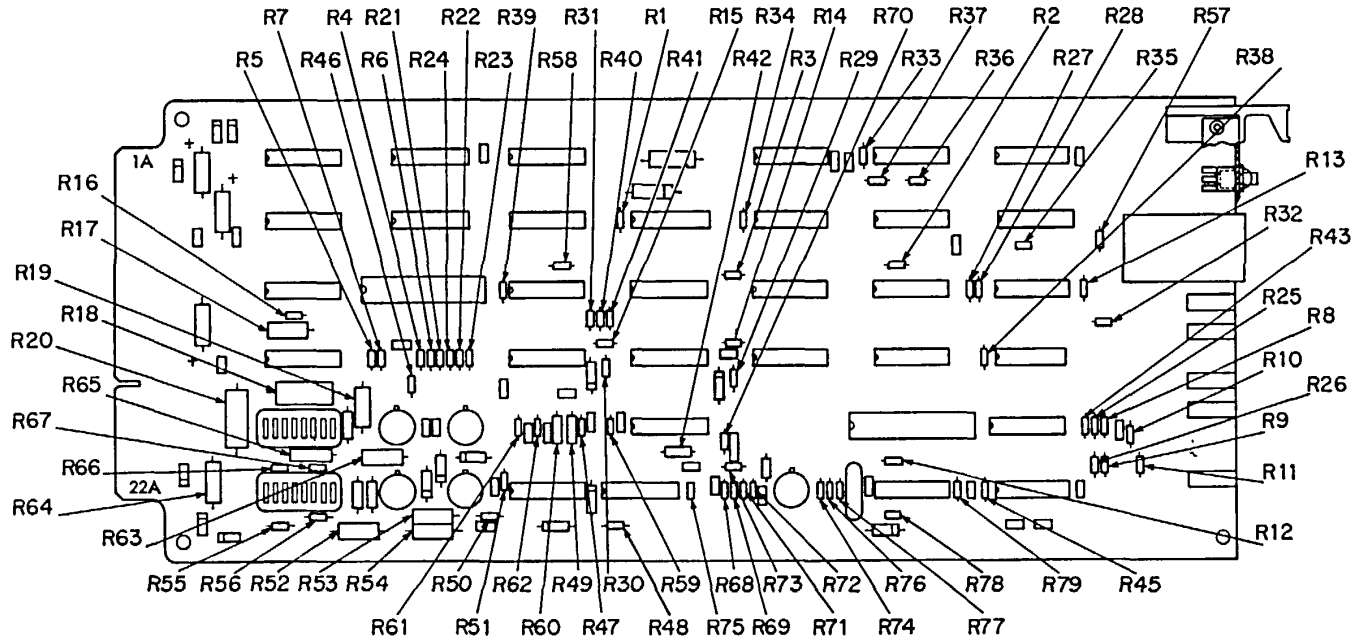 R7 R4 R21 R22 R39 R31 R1 R15 R34 R14 R70 R37 R2 R28 R57
R5 R46 R6 R24 R23 R58 R40 R41 R42 R3 R29 R33 R36 R27 R35 R38
+
1A
+
R13
R16
R17
R32
R43
R19
R18
R25
R8
R20
+
R10
R65
R26
R67
R9
R66
R11
22A
R64
R63
R12
R55 R56 R52 R53 R54 R50 R62 R49 R30 R59 R68 R73 R72 R76 R78 R79 R45
R61 R51 R60 R47 R48 R75 R69 R71 R74 R77